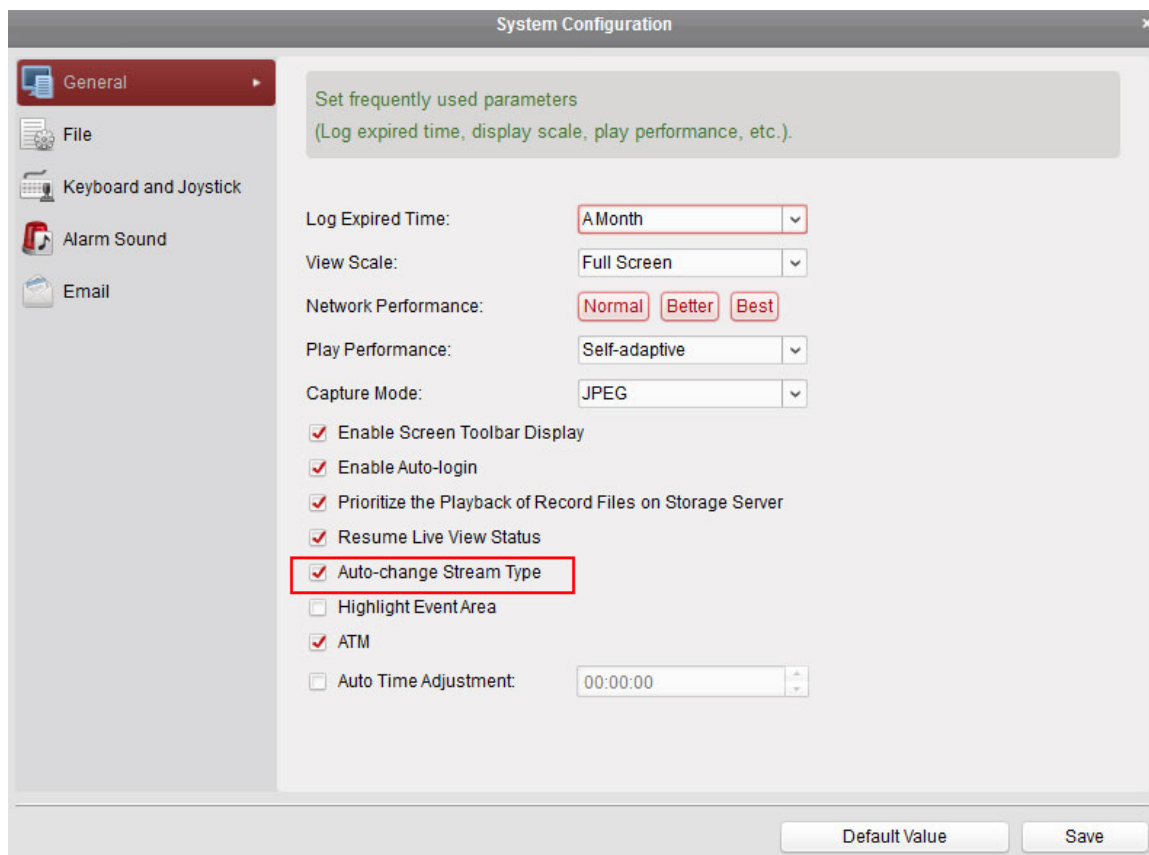 System Configuration
×
General
File
Keyboard and Joystick
Alarm Sound
Email
Set frequently used parameters
(Log expired time, display scale, play performance, etc.).
Log Expired Time: A Month
View Scale: Full Screen
Network Performance: Normal Better Best
Play Performance: Self-adaptive
Capture Mode: JPEG
Enable Screen Toolbar Display
Enable Auto-login
Prioritize the Playback of Record Files on Storage Server
Resume Live View Status
Auto-change Stream Type
Highlight Event Area
ATM
Auto Time Adjustment: 00:00:00
Default Value Save